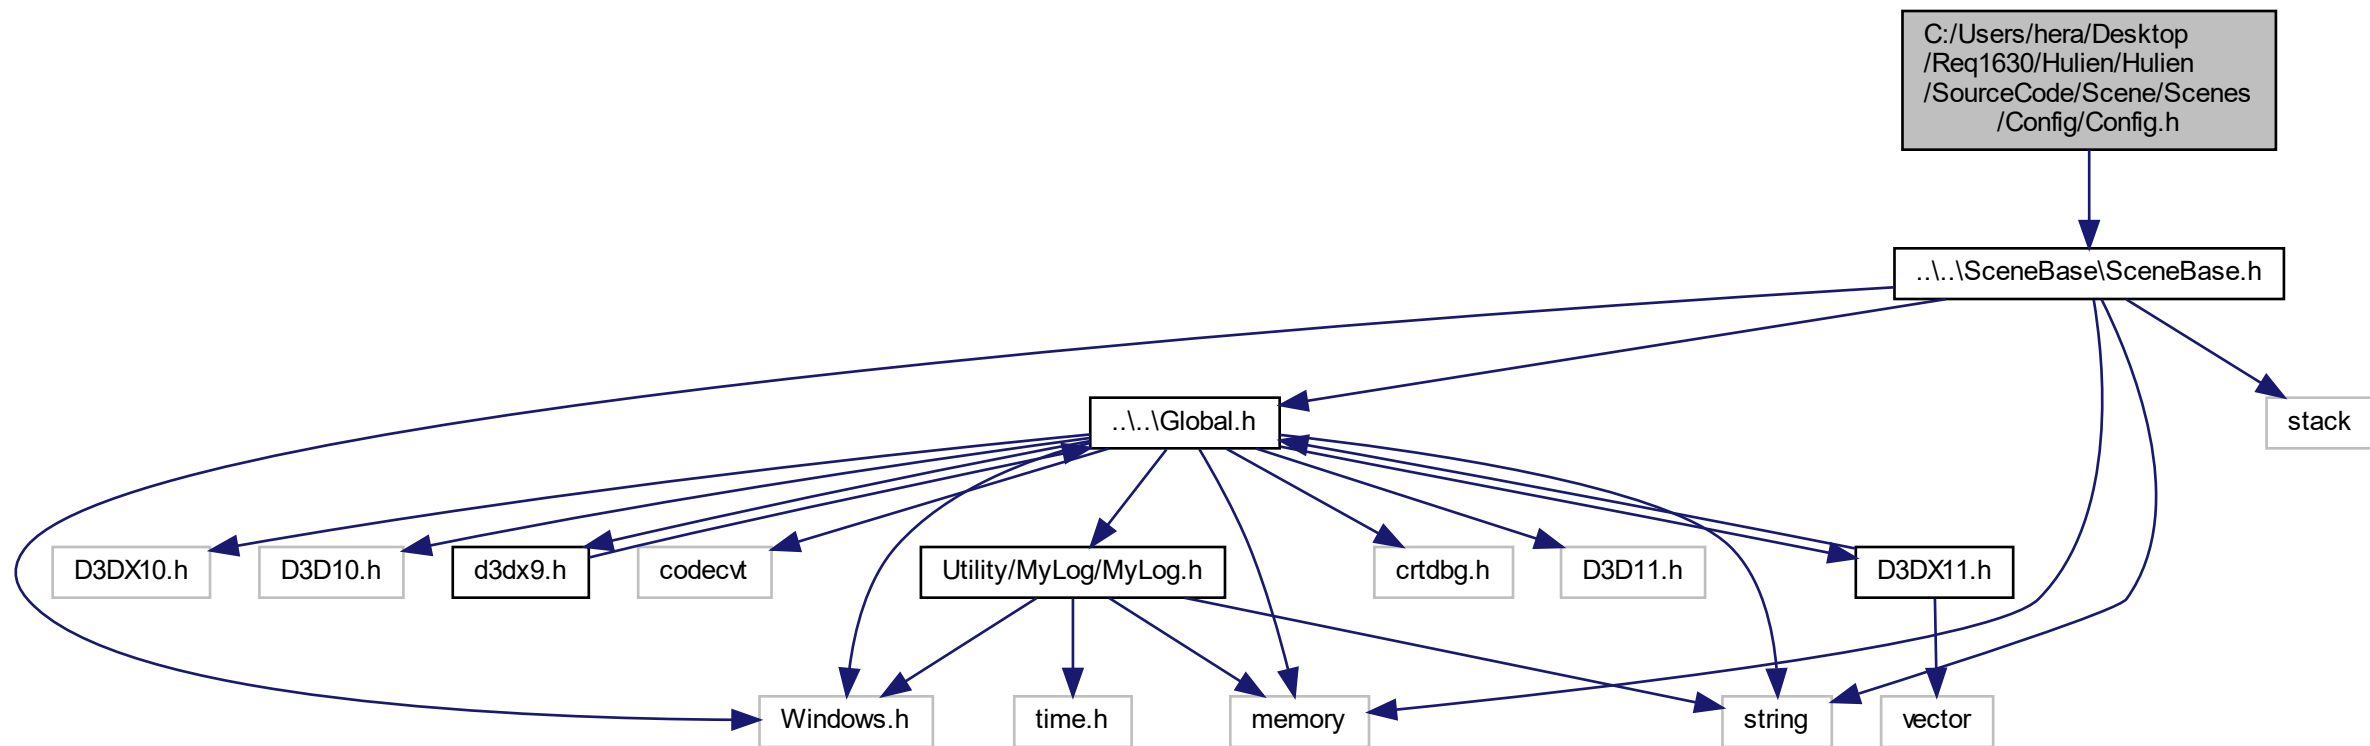 C:/Users/hera/Desktop
/Req1630/Hulien/Hulien
/SourceCode/Scene/Scenes
/Config/Config.h
..\..\SceneBase\SceneBase.h
..\..\Global.h
stack
D3DX10.h
D3D10.h
d3dx9.h
codecvt
Utility/MyLog/MyLog.h
crtdbg.h
D3D11.h
D3DX11.h
Windows.h
time.h
memory
string
vector